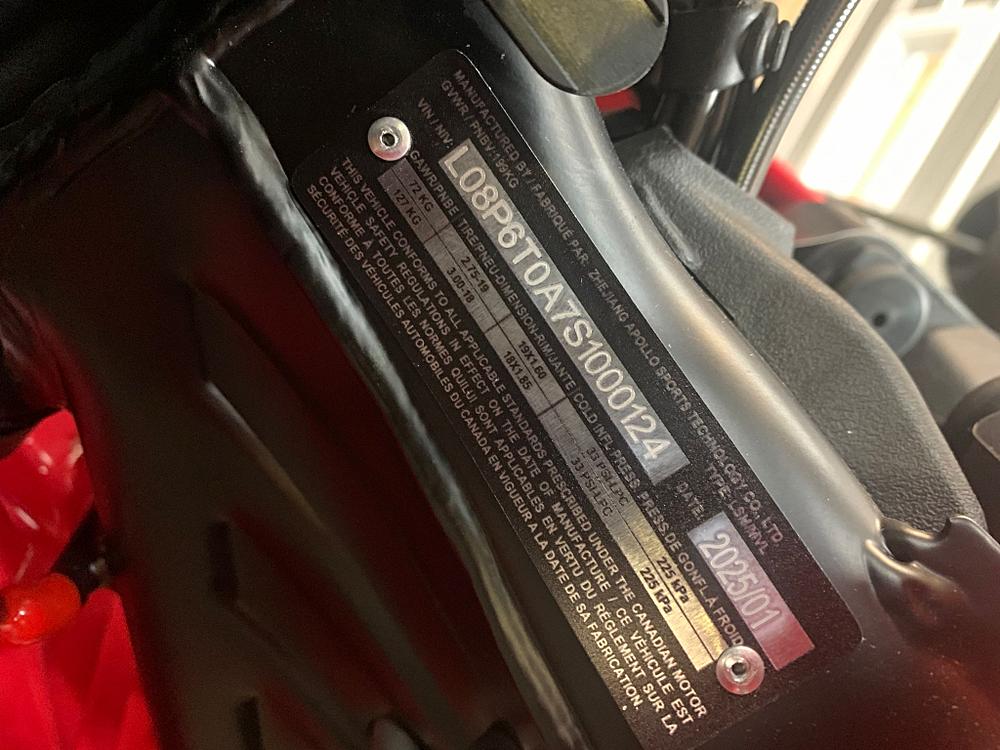 MANUFACTURED BY / FABRIQUÉ PAR: ZHEJIANG APOLLO SPORTS TECHNOLOGY CO., LTD.
GVWR / PNBV: 199KG TYPE: LSM/MVL
VIN / NIV: L08P6T0A7S1000124 DATE: 2025/01
GAWR/PNBE TIRE/PNEU DIMENSION-RIM/JANTE COLD INFL.PRESS. PRESS.DE GONFL.A FROID
72 KG 2.75-19 19X1.60 33 PSI/LPC 225 kPa
127 KG 3.00-18 18X1.85 33 PSI/LPC 225 kPa
THIS VEHICLE CONFORMS TO ALL APPLICABLE STANDARDS PRESCRIBED UNDER THE CANADIAN MOTOR
VEHICLE SAFETY REGULATIONS IN EFFECT ON THE DATE OF MANUFACTURE / CE VÉHICULE EST
CONFORME À TOUTES LES NORMES QUI LUI SONT APPLICABLES EN VERTU DU RÈGLEMENT SUR LA
SÉCURITÉ DES VÉHICULES AUTOMOBILES DU CANADA EN VIGUEUR A LA DATE DE SA FABRICATION.